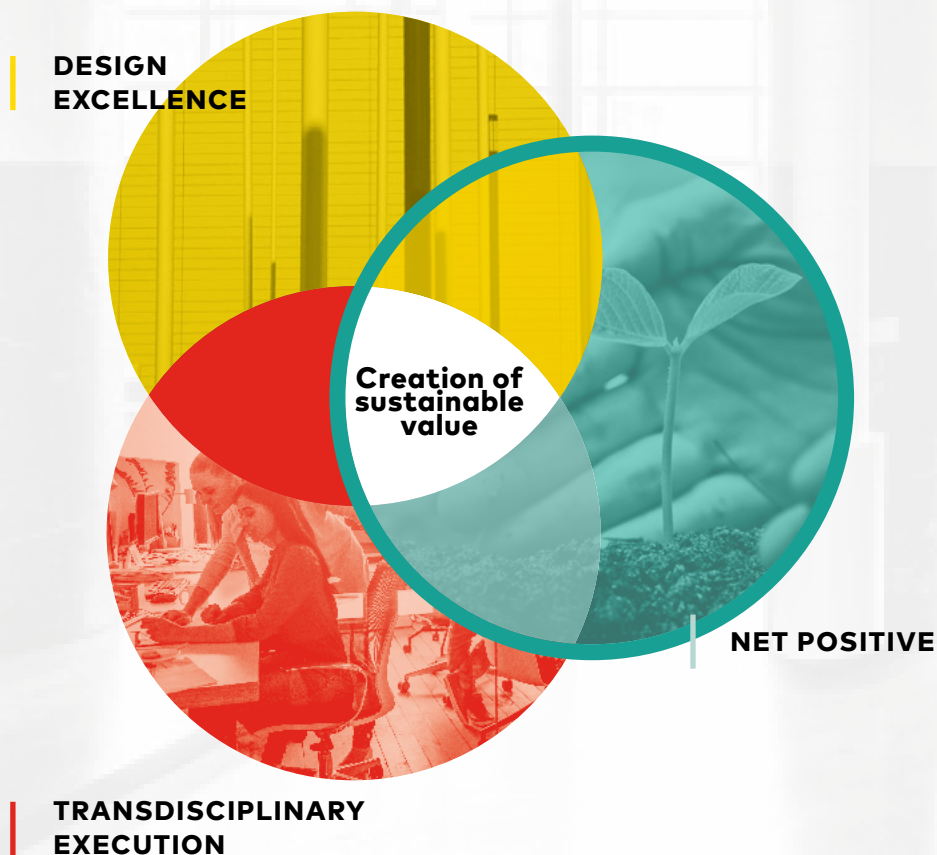 DESIGN
EXCELLENCE
Creation of
sustainable
value
NET POSITIVE
TRANSDISCIPLINARY
EXECUTION